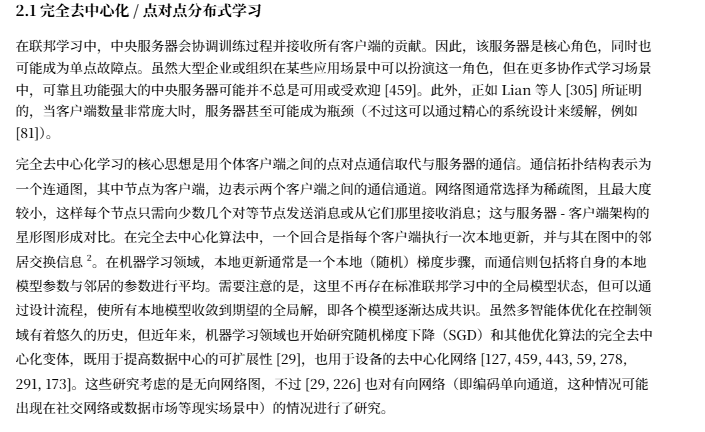 2.1 完全去中心化 / 点对点分布式学习
在联邦学习中，中央服务器会协调训练过程并接收所有客户端的贡献。因此，该服务器是核心角色，同时也
可能成为单点故障点。虽然大型企业或组织在某些应用场景中可以扮演这一角色，但在更多协作式学习场景
中，可靠且功能强大的中央服务器可能并不总是可用或受欢迎 [459]。此外，正如 Lian 等人 [305] 所证明
的，当客户端数量非常庞大时，服务器甚至可能成为瓶颈（不过这可以通过精心的系统设计来缓解，例如
[81]）。
完全去中心化学习的核心思想是用个体客户端之间的点对点通信取代与服务器的通信。通信拓扑结构表示为
一个连通图，其中节点为客户端，边表示两个客户端之间的通信通道。网络图通常选择为稀疏图，且最大度
较小，这样每个节点只需向少数几个对等节点发送消息或从它们那里接收消息；这与服务器 - 客户端架构的
星形图形成对比。在完全去中心化算法中，一个回合是指每个客户端执行一次本地更新，并与其在图中的邻
居交换信息 ²。在机器学习领域，本地更新通常是一个本地（随机）梯度步骤，而通信则包括将自身的本地
模型参数与邻居的参数进行平均。需要注意的是，这里不再存在标准联邦学习中的全局模型状态，但可以通
过设计流程，使所有本地模型收敛到期望的全局解，即各个模型逐渐达成共识。虽然多智能体优化在控制领
域有着悠久的历史，但近年来，机器学习领域也开始研究随机梯度下降（SGD）和其他优化算法的完全去中
心化变体，既用于提高数据中心的可扩展性 [29]，也用于设备的去中心化网络 [127, 459, 443, 59, 278,
291, 173]。这些研究考虑的是无向网络图，不过 [29, 226] 也对有向网络（即编码单向通道，这种情况可能
出现在社交网络或数据市场等现实场景中）的情况进行了研究。